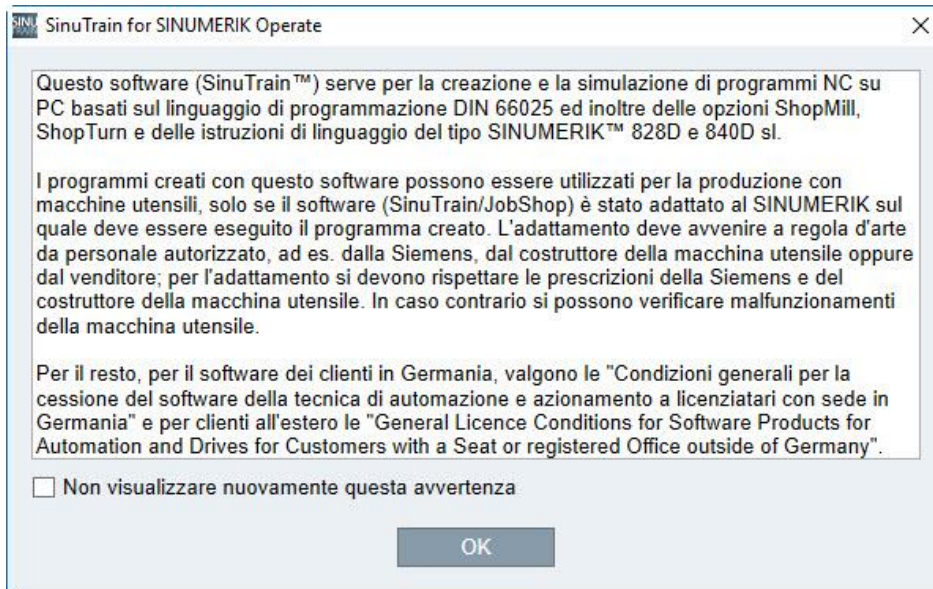 SinuTrain for SINUMERIK Operate
Questo software (SinuTrain™) serve per la creazione e la simulazione di programmi NC su
PC basati sul linguaggio di programmazione DIN 66025 ed inoltre delle opzioni ShopMill,
ShopTurn e delle istruzioni di linguaggio del tipo SINUMERIK™ 828D e 840D sl.
I programmi creati con questo software possono essere utilizzati per la produzione con
macchine utensili, solo se il software (SinuTrain/JobShop) è stato adattato al SINUMERIK sul
quale deve essere eseguito il programma creato. L'adattamento deve avvenire a regola d'arte
da personale autorizzato, ad es. dalla Siemens, dal costruttore della macchina utensile oppure
dal venditore; per l'adattamento si devono rispettare le prescrizioni della Siemens e del
costruttore della macchina utensile. In caso contrario si possono verificare malfunzionamenti
della macchina utensile.
Per il resto, per il software dei clienti in Germania, valgono le "Condizioni generali per la
cessione del software della tecnica di automazione e azionamento a licenziatari con sede in
Germania" e per clienti all'estero le "General Licence Conditions for Software Products for
Automation and Drives for Customers with a Seat or registered Office outside of Germany".
Non visualizzare nuovamente questa avvertenza
OK